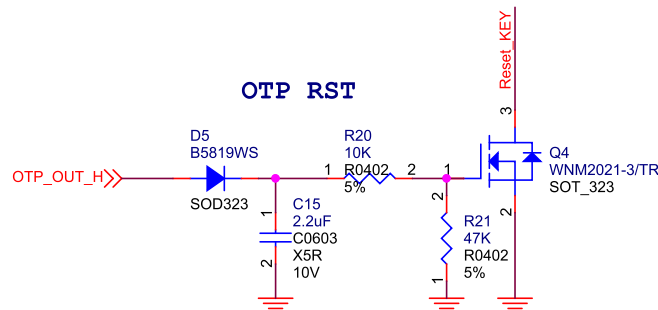 Reset_KEY
OTP RST
3
D5
B5819WS
R20
10K
Q4
OTP_OUT_H
1
R0402
2
1
WNM2021-3/TR
5%
SOT_323
SOD323
1
C15
2
R21
2
2.2uF
47K
C0603
R0402
2
X5R
1
5%
10V